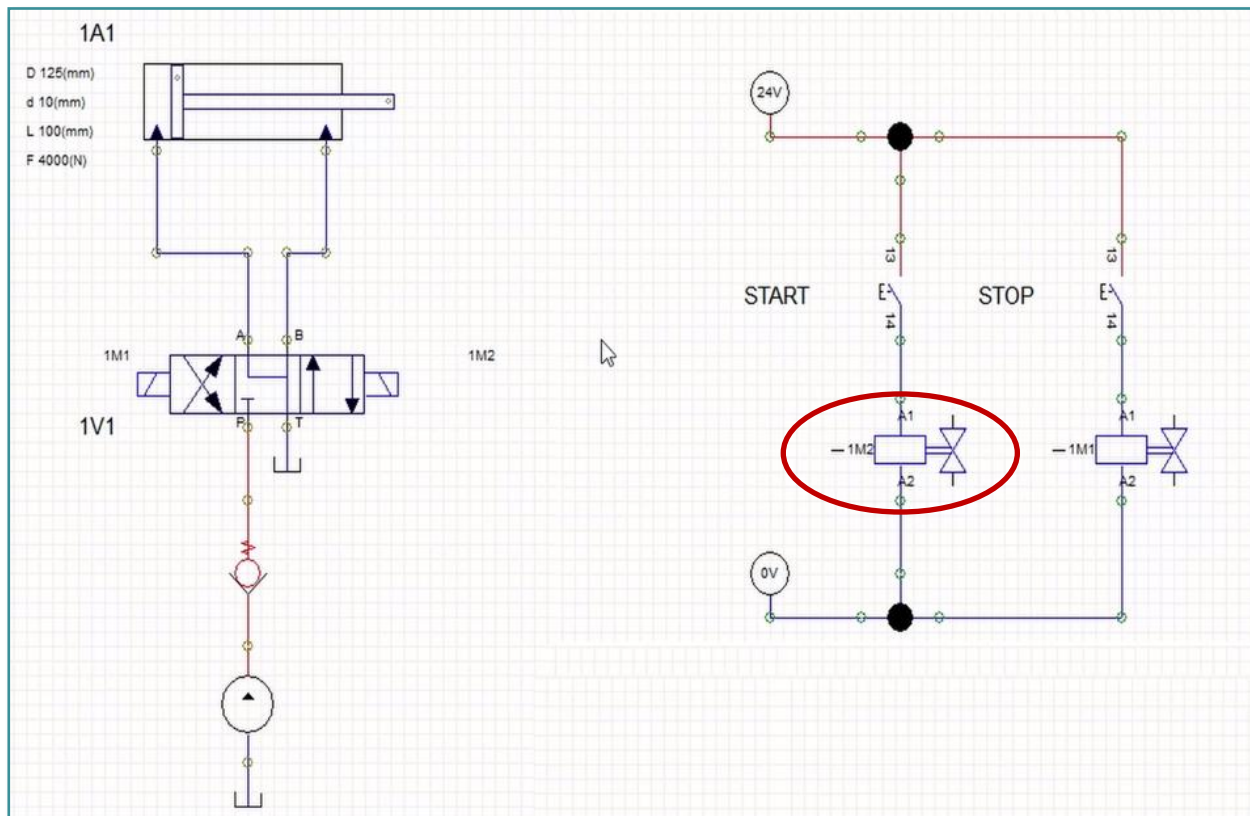 1A1
D 125(mm)
d 10(mm)
L 100(mm)
F 4000(N)
A
B
1M1
1M2
1V1
P
T
24V
13
13
START
E
STOP
E
14
14
A1
A1
1M2
1M1
A2
A2
0V